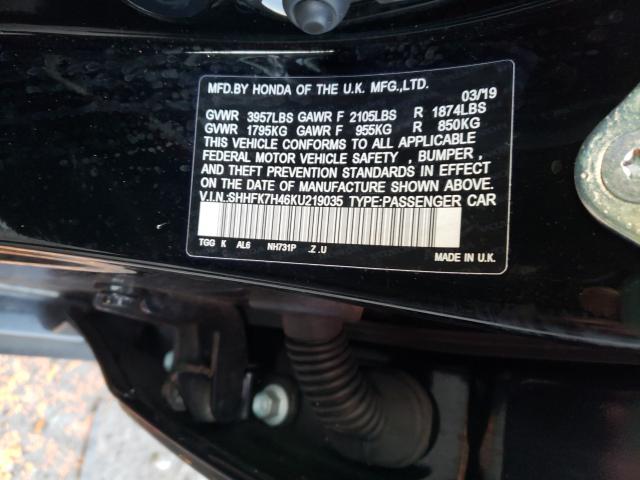 MFD.BY HONDA OF THE U.K. MFG.,LTD. 03/19
GVWR 3957LBS GAWR F 2105LBS R 1874LBS
GVWR 1795KG GAWR F 955KG R 850KG
THIS VEHICLE CONFORMS TO ALL APPLICABLE
FEDERAL MOTOR VEHICLE SAFETY , BUMPER ,
AND THEFT PREVENTION STANDARDS IN EFFECT
ON THE DATE OF MANUFACTURE SHOWN ABOVE.
V.I.N.:SHHFK7H46KU219035 TYPE:PASSENGER CAR
TGG K AL6 NH731P .Z .U
MADE IN U.K.